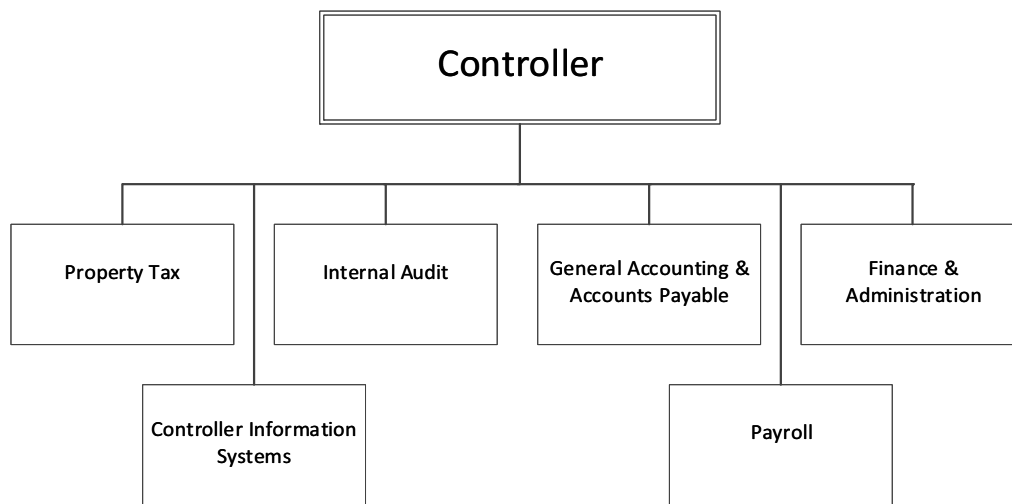 Controller
Property Tax
Internal Audit
General Accounting &
Accounts Payable
Finance &
Administration
Controller Information
Systems
Payroll